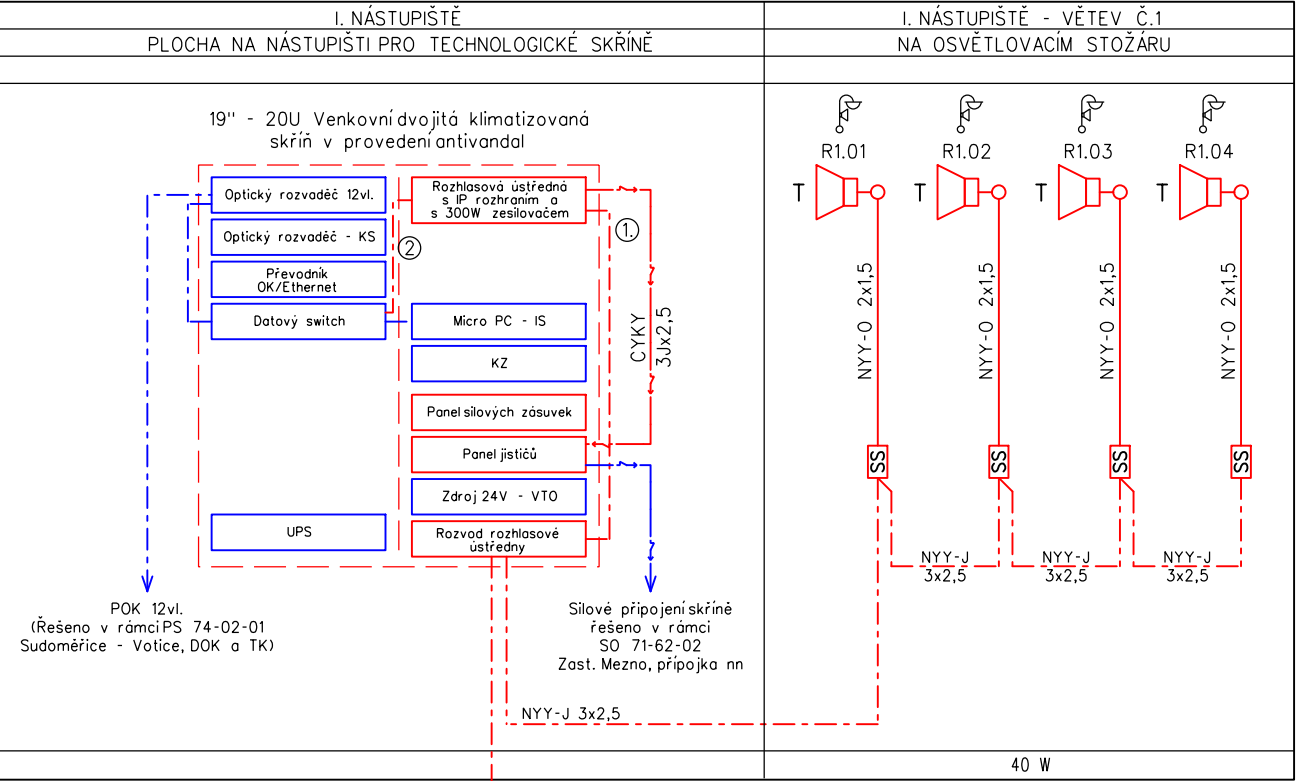 I. NÁSTUPIŠTĚ
PLOCHA NA NÁSTUPIŠTI PRO TECHNOLOGICKÉ SKŘÍNĚ
I. NÁSTUPIŠTĚ - VĚTEV Č.1
NA OSVĚTLOVACÍM STOŽÁRU
19" - 20U Venkovní dvojitá klimatizovaná
skříň v provedení antivandal
Optický rozvaděč 12vl.
Optický rozvaděč - KS
Převodník
OK/Ethernet
Datový switch
UPS
2
Rozhlasová ústředná
s IP rozhraním a
s 300W zesilovačem
Micro PC - IS
KZ
Panel silových zásuvek
Panel jističů
Zdroj 24V - VTO
Rozvod rozhlasové
ústředny
1.
CYKY
3Jx2,5
POK 12vl.
(Řešeno v rámci PS 74-02-01
Sudoměřice - Votice, DOK a TK)
Silové připojení skříně
řešeno v rámci
SO 71-62-02
Zast. Mezno, přípojka nn
NYY-J 3x2,5
R1.01
R1.02
R1.03
R1.04
T
T
T
T
NYY-O 2x1,5
NYY-O 2x1,5
NYY-O 2x1,5
NYY-O 2x1,5
SS
SS
SS
SS
NYY-J
3x2,5
NYY-J
3x2,5
NYY-J
3x2,5
40 W